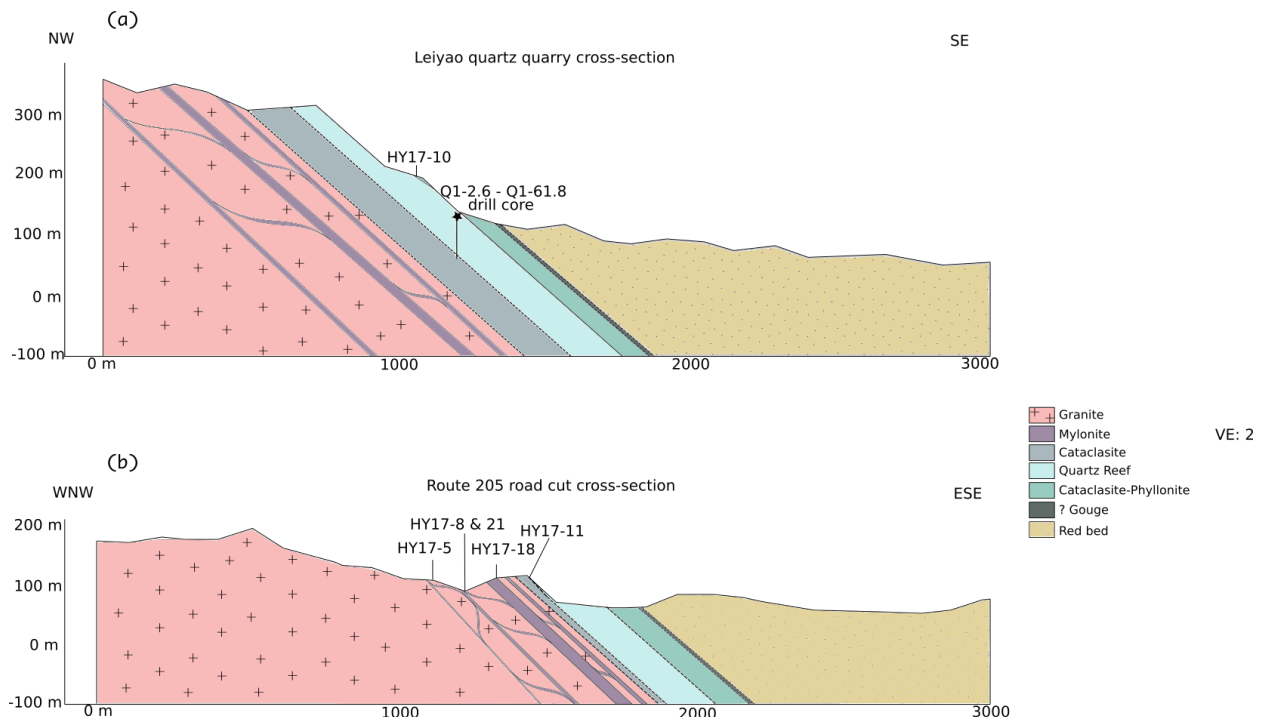 (a)
NW
SE
Leiyao quartz quarry cross-section
300 m
200 m
100 m
0 m
-100 m
HY17-10
Q1-2.6 - Q1-61.8
drill core
0 m
1000
2000
3000
Granite
Mylonite
Cataclasite
Quartz Reef
Cataclasite-Phyllonite
? Gouge
Red bed
VE: 2
(b)
WNW
ESE
Route 205 road cut cross-section
200 m
100 m
0 m
-100 m
HY17-8 & 21
HY17-11
HY17-5
HY17-18
0 m
1000
2000
3000